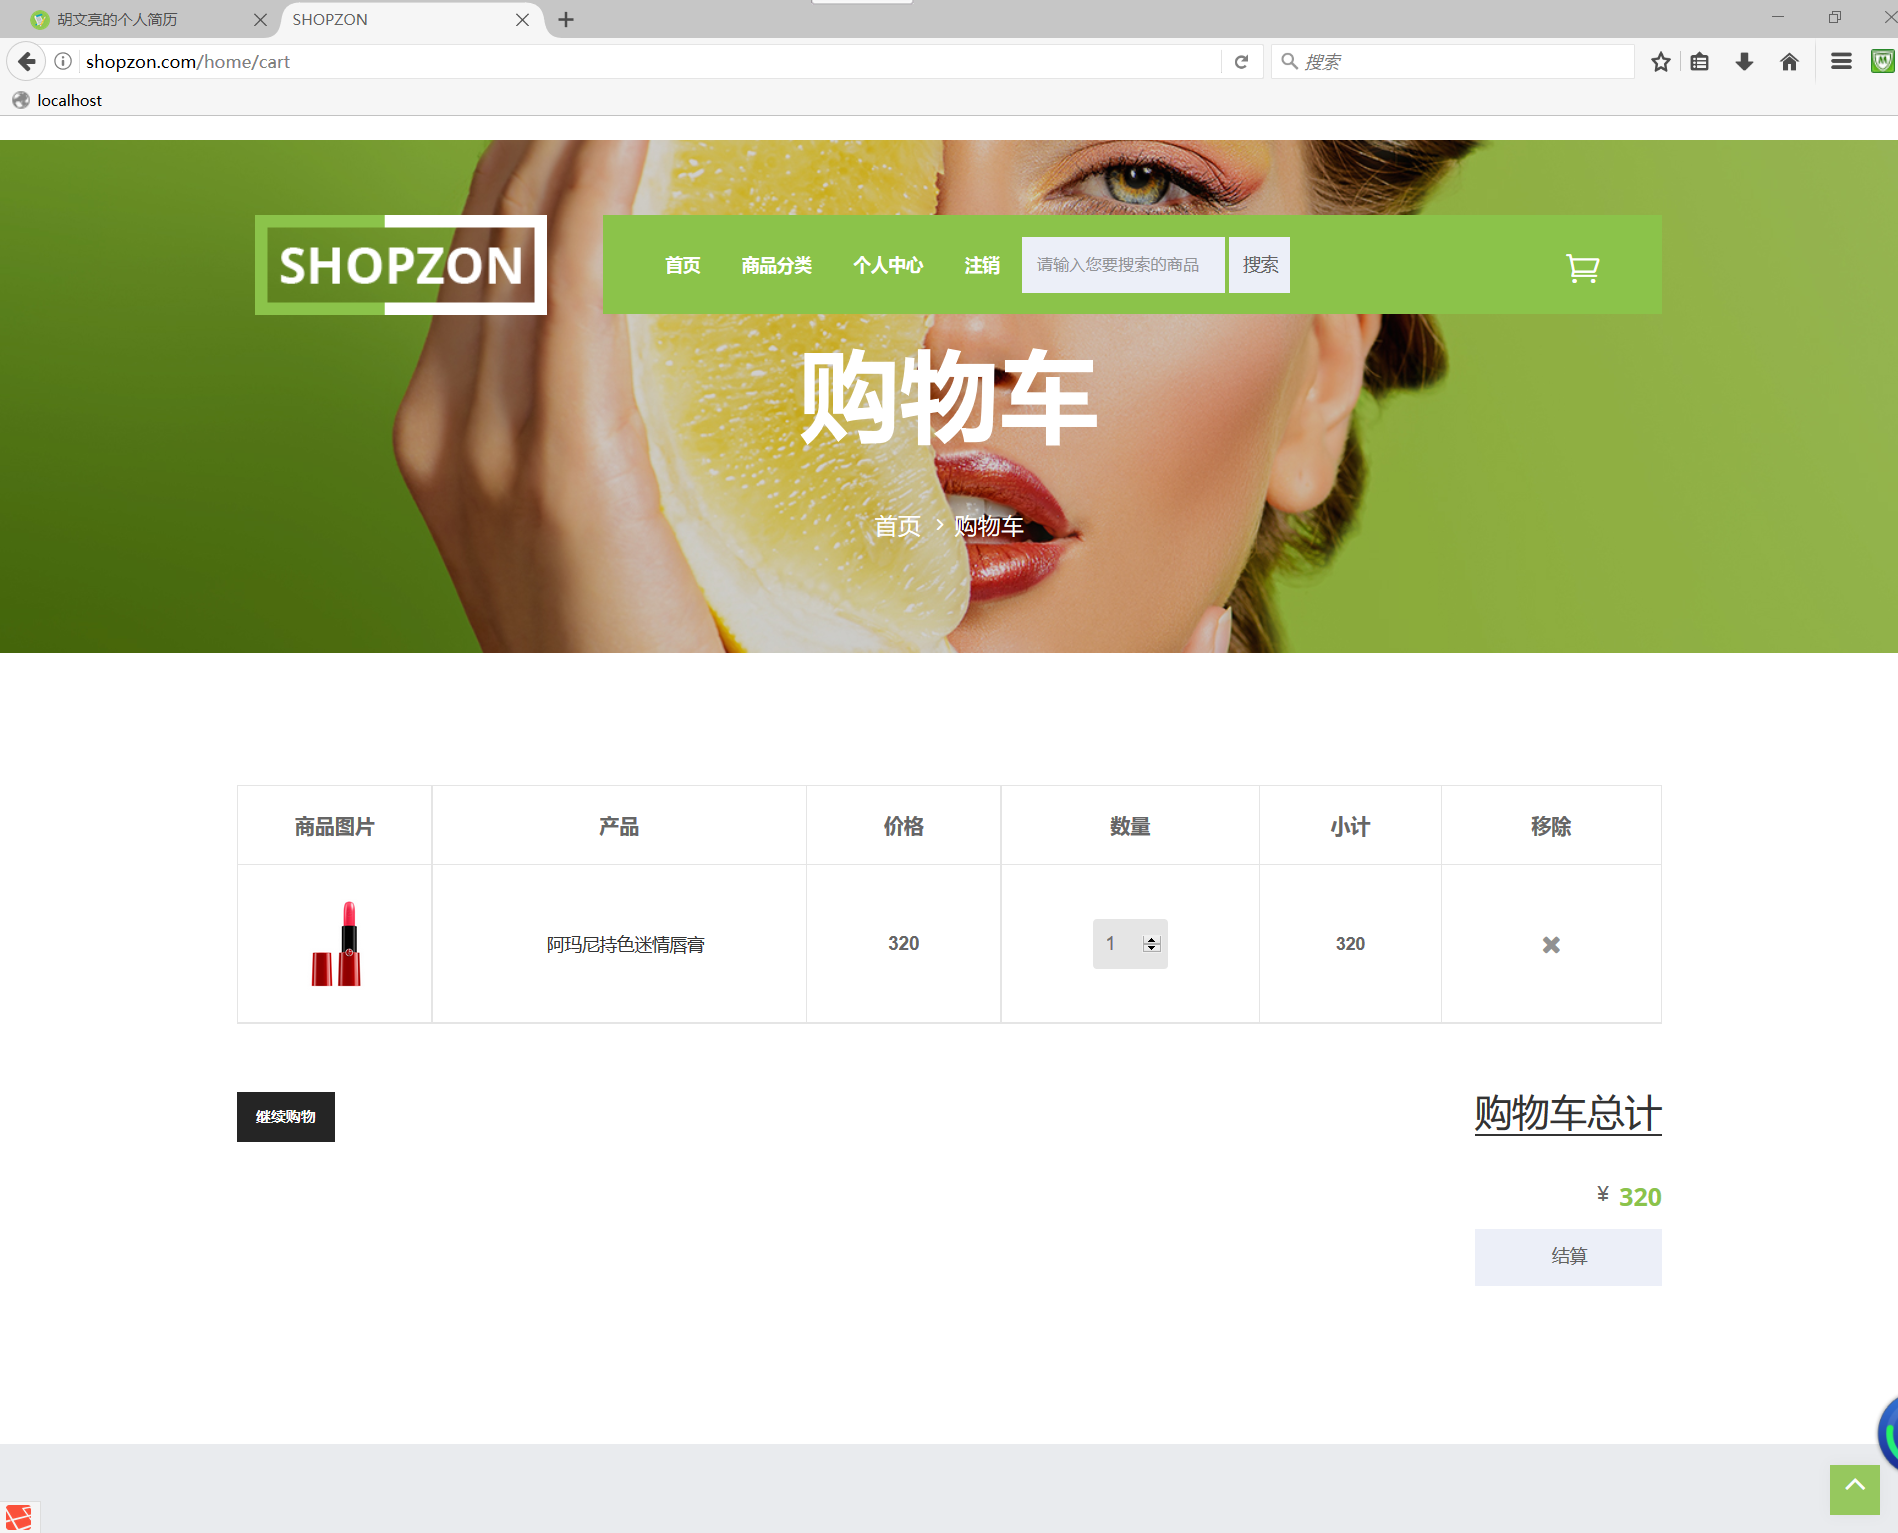 胡文亮的个人简历
SHOPZON
shopzon.com/home/cart
搜索
localhost
SHOPZON
首页
商品分类
个人中心
注销
请输入您要搜索的商品
搜索
购物车
首页 > 购物车
商品图片
产品
价格
数量
小计
移除
阿玛尼持色迷情唇膏
320
1
320
继续购物
购物车总计
¥ 320
结算